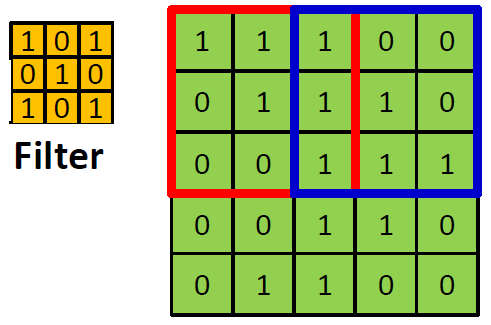 1 0 1
0 1 0
1 0 1
Filter
1 1 1 0 0
0 1 1 1 0
0 0 1 1 1
0 0 1 1 0
0 1 1 0 0